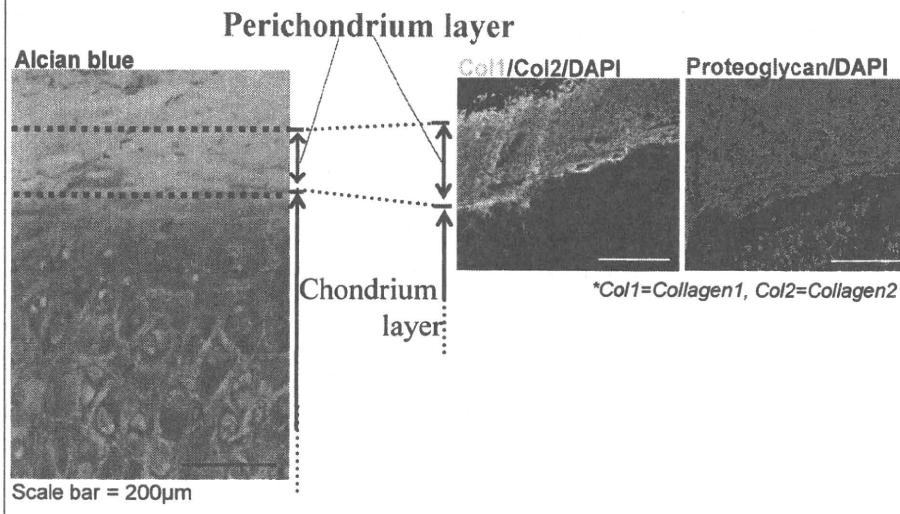 Perichondrium layer
Alcian blue
Col1/Col2/DAPI
Proteoglycan/DAPI
Chondrium
layer
*Col1=Collagen1, Col2=Collagen2
Scale bar = 200μm